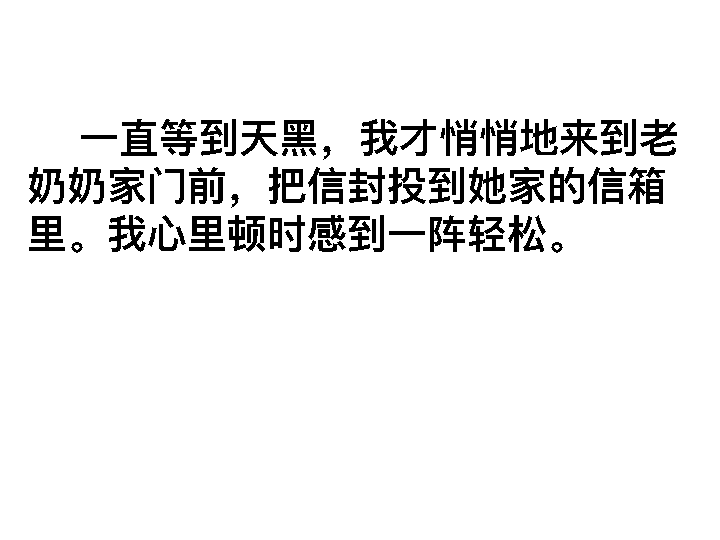 一直等到天黑，我才悄悄地来到老
奶奶家门前，把信封投到她家的信箱
里。我心里顿时感到一阵轻松。